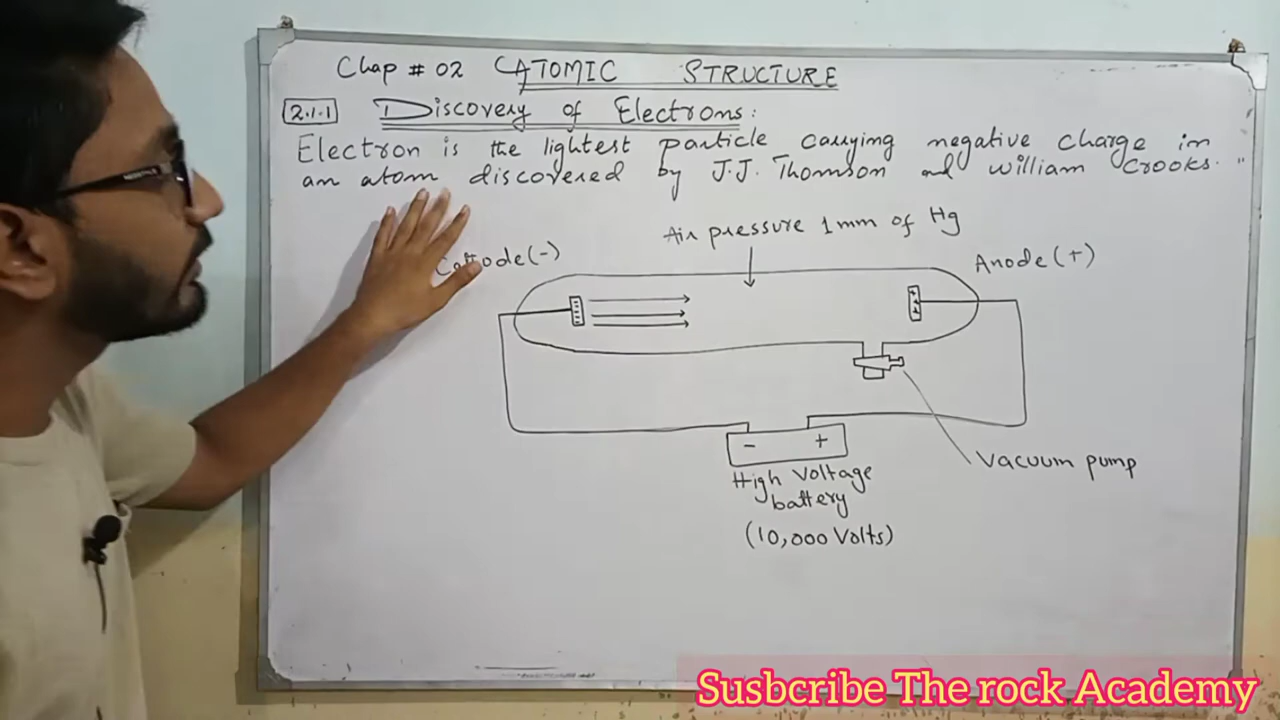 Chap # 02 ATOMIC STRUCTURE
2.1.1 Discovery of Electrons:
Electron is the lightest particle carrying negative charge in
an atom discovered by J.J. Thomson and william Crooks. "
Air pressure 1mm of Hg
Cathode (-)
Anode (+)
- +
Vacuum pump
High Voltage
battery
(10,000 Volts)
Susbcribe The rock Academy